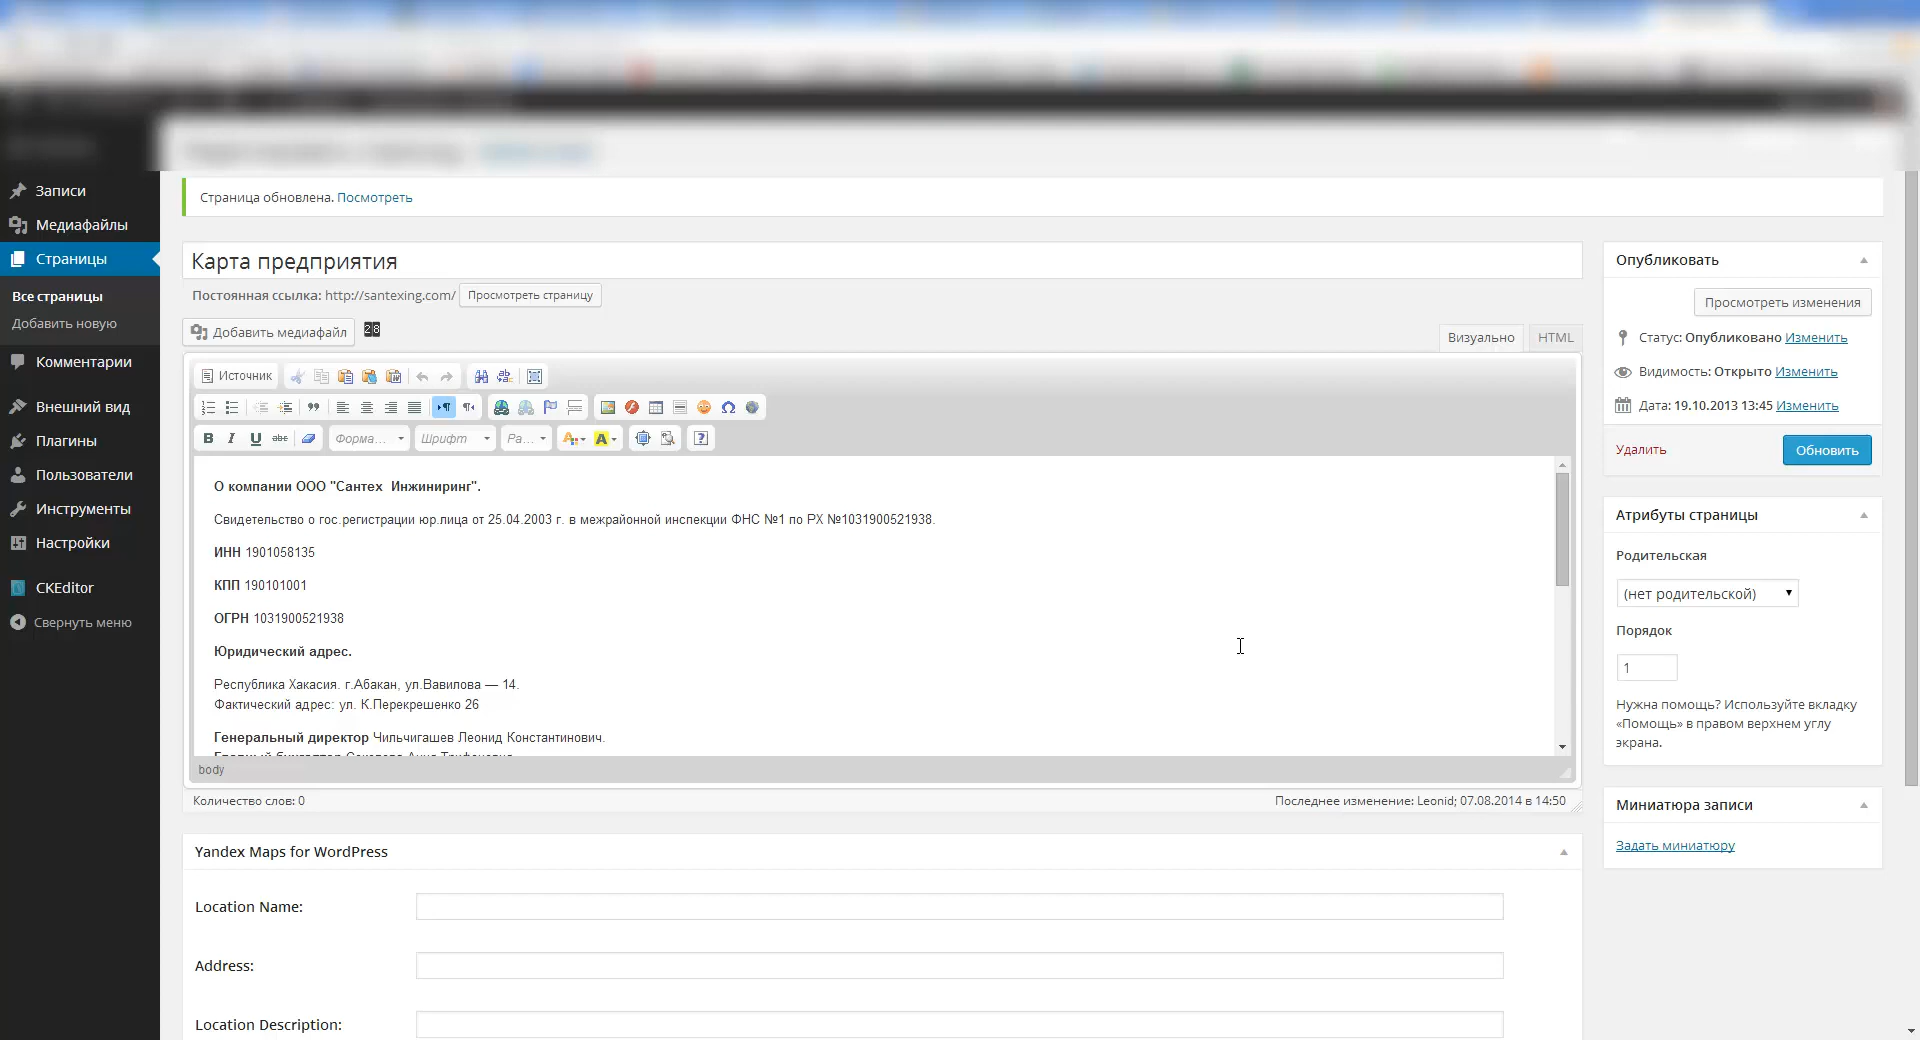 Записи
Медиафайлы
Страницы
Все страницы
Добавить новую
Комментарии
Внешний вид
Плагины
Пользователи
Инструменты
Настройки
CKEditor
Свернуть меню
Страница обновлена. Посмотреть
Карта предприятия
Постоянная ссылка: http://santexing.com/ Просмотреть страницу
Добавить медиафайл
Визуально HTML
Источник
Форма... Шрифт Ра...
О компании ООО "Сантех Инжиниринг".
Свидетельство о гос.регистрации юр.лица от 25.04.2003 г. в межрайонной инспекции ФНС №1 по РХ №1031900521938.
ИНН 1901058135
КПП 190101001
ОГРН 1031900521938
Юридический адрес.
Республика Хакасия. г.Абакан, ул.Вавилова — 14.
Фактический адрес: ул. К.Перекрешенко 26
Генеральный директор Чильчигашев Леонид Константинович.
body
Количество слов: 0
Последнее изменение: Leonid; 07.08.2014 в 14:50
Yandex Maps for WordPress
Location Name:
Address:
Location Description:
Опубликовать
Просмотреть изменения
Статус: Опубликовано Изменить
Видимость: Открыто Изменить
Дата: 19.10.2013 13:45 Изменить
Удалить
Обновить
Атрибуты страницы
Родительская
(нет родительской)
Порядок
1
Нужна помощь? Используйте вкладку
«Помощь» в правом верхнем углу
экрана.
Миниатюра записи
Задать миниатюру